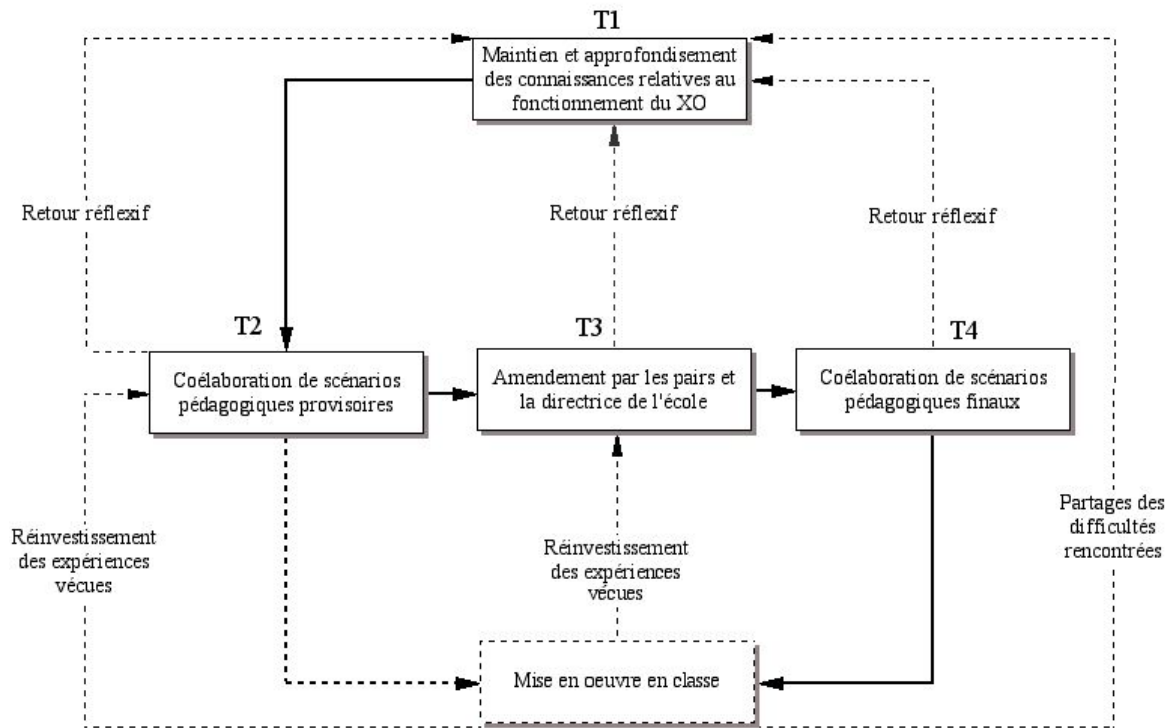 T1
Maintien et approfondisement
des connaissances relatives au
fonctionnement du XO
Retour réflexif
Retour réflexif
Retour réflexif
T2
Coélaboration de scénarios
pédagogiques provisoires
T3
Amendement par les pairs et
la directrice de l'école
T4
Coélaboration de scénarios
pédagogiques finaux
Réinvestissement
des expériences
vécues
Réinvestissement
des expériences
vécues
Partages des
difficultés
rencontrées
Mise en oeuvre en classe